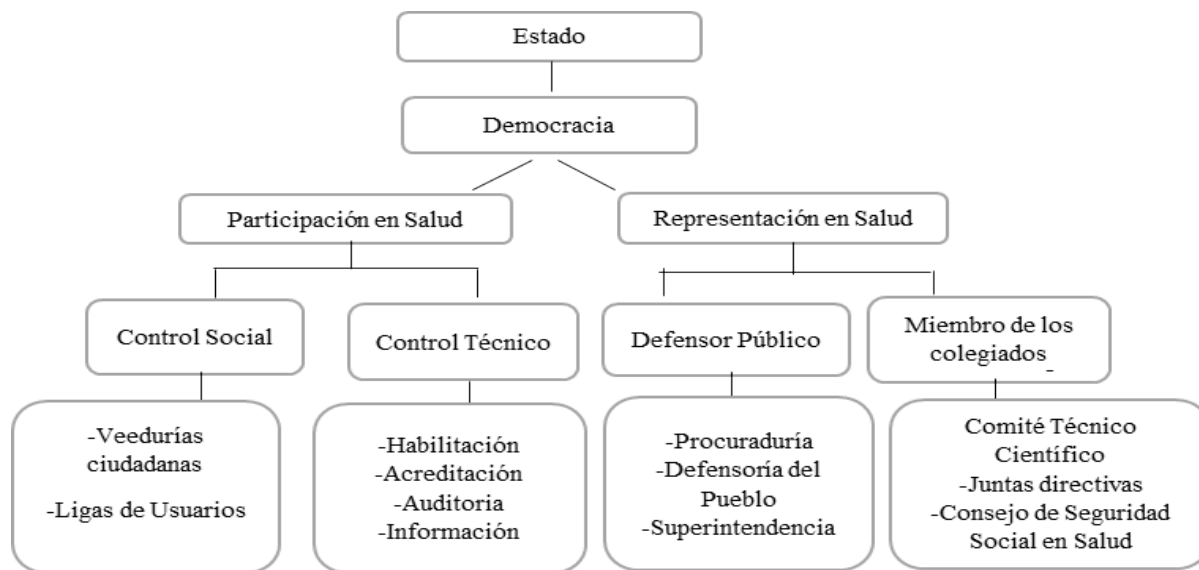 Estado
Democracia
Participación en Salud
Representación en Salud
Control Social
Control Técnico
Defensor Público
Miembro de los
colegiados
-
-Veedurías
ciudadanas
-Ligas de Usuarios
-Habilitación
-Acreditación
-Auditoria
-Información
-Procuraduría
-Defensoría del
Pueblo
-Superintendencia
Comité Técnico
Científico
-Juntas directivas
-Consejo de Seguridad
Social en Salud